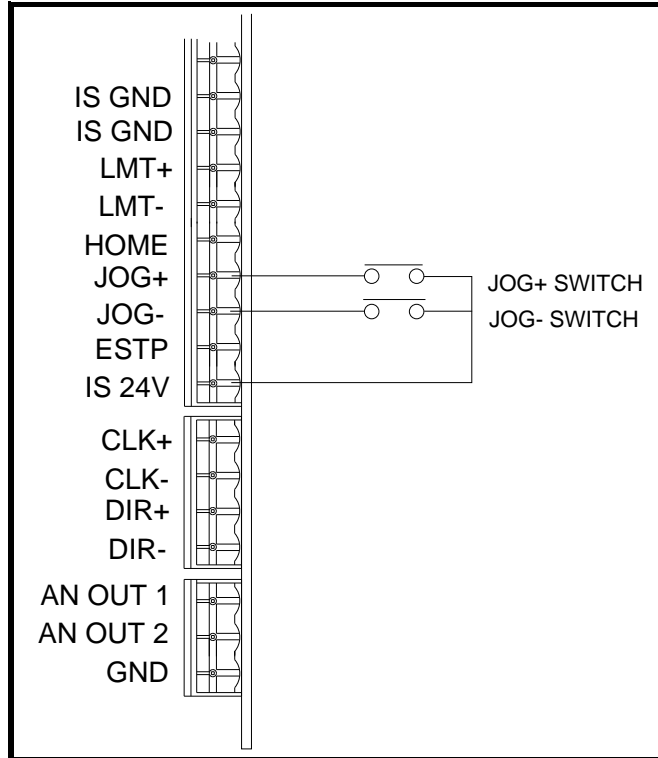 IS GND
IS GND
LMT+
LMT-
HOME
JOG+
JOG-
ESTP
IS 24V
JOG+ SWITCH
JOG- SWITCH
CLK+
CLK-
DIR+
DIR-
AN OUT 1
AN OUT 2
GND